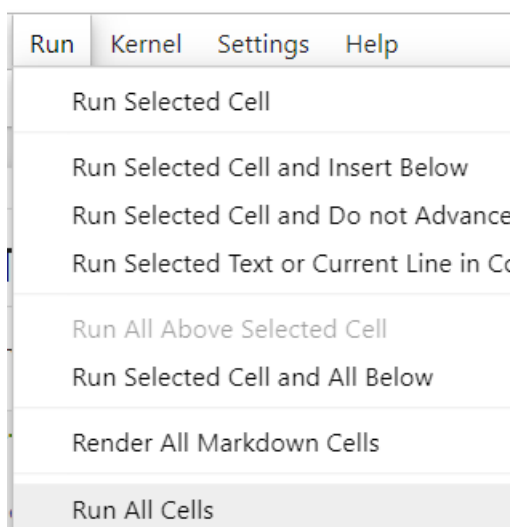 Run Kernel Settings Help
Run Selected Cell
Run Selected Cell and Insert Below
Run Selected Cell and Do not Advance
Run Selected Text or Current Line in
Run All Above Selected Cell
Run Selected Cell and All Below
Render All Markdown Cells
Run All Cells